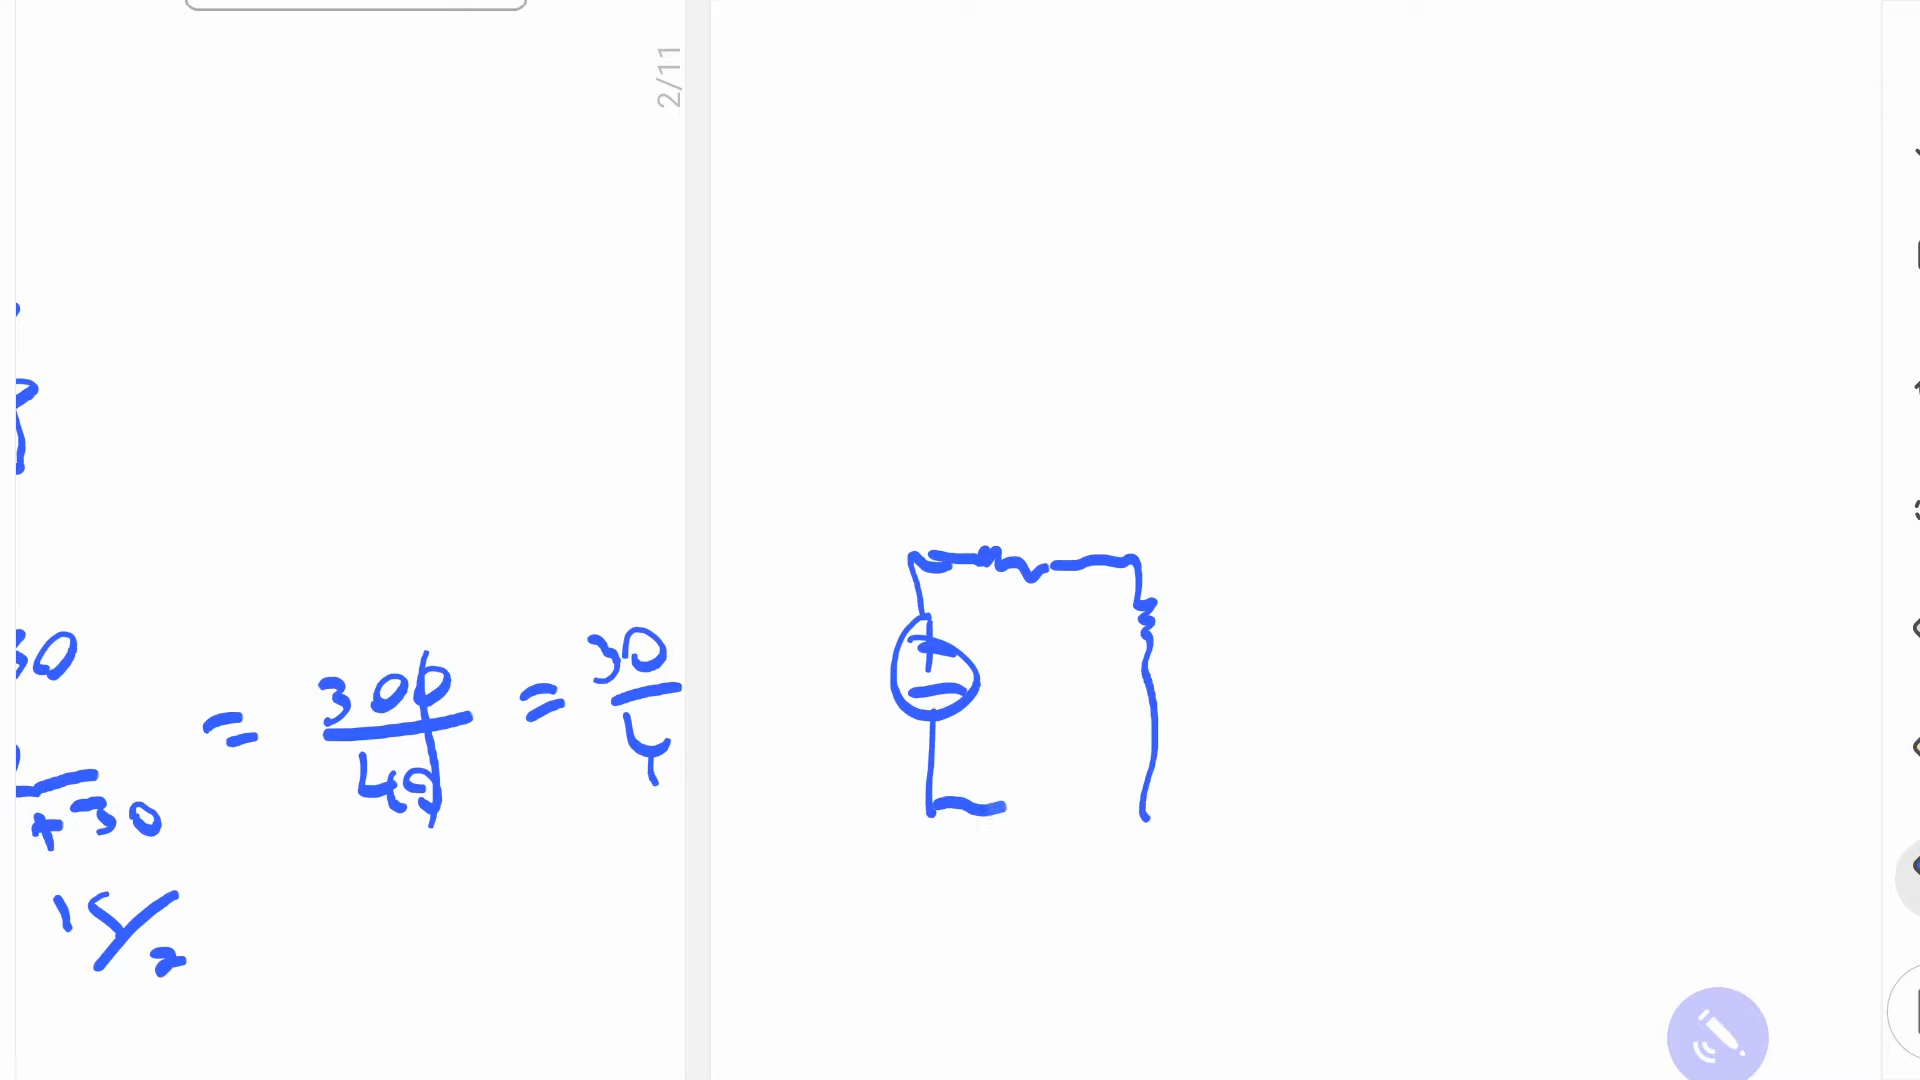 2/11
30
= 300/40 = 30/4
+30
15/2